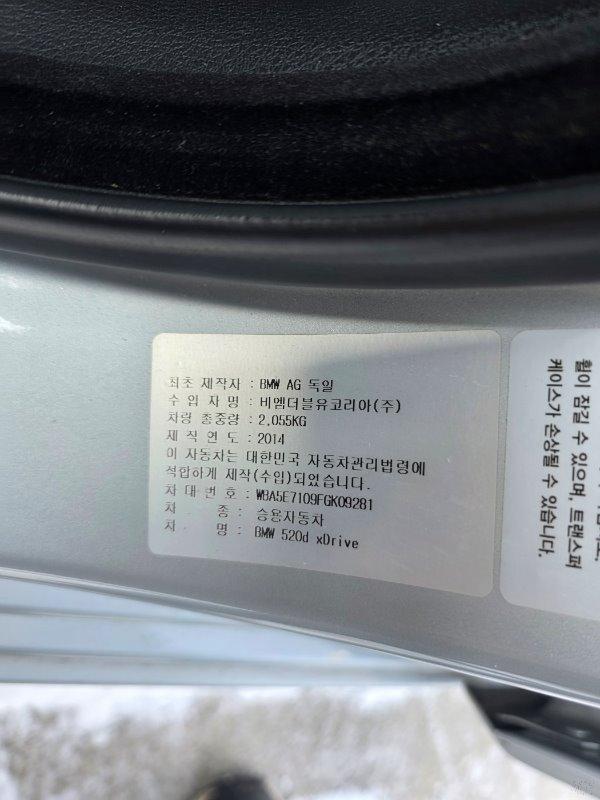 최초 제작자 : BMW AG 독일
수 입 자 명 : 비엠더블유코리아(주)
차량 총중량 : 2,055KG
제 작 연 도 : 2014
이 자동차는 대한민국 자동차관리법령에
적합하게 제작(수입)되었습니다.
차 대 번 호 : WBA5E7109FGK09281
차 종 : 승용자동차
차 명 : BMW 520d xDrive
휠이 잠길 수 있으며, 트랜스퍼
케이스가 손상될 수 있습니다.